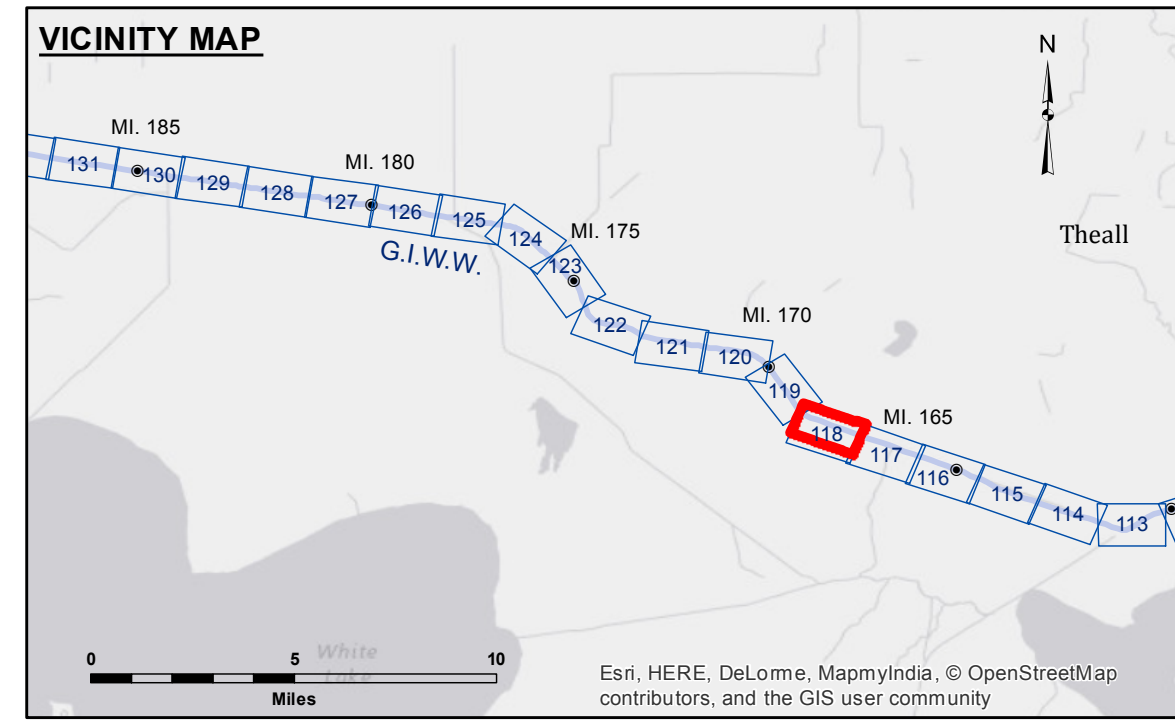 VICINITY MAP
N
MI. 185
MI. 180
131
130
129
128
127
126
125
124
MI. 175
Theall
G.I.W.W.
123
122
121
120
MI. 170
119
118
MI. 165
117
116
115
114
113
White
Lake
0 5 10
Miles
Esri, HERE, DeLorme, MapmyIndia, © OpenStreetMap
contributors, and the GIS user community